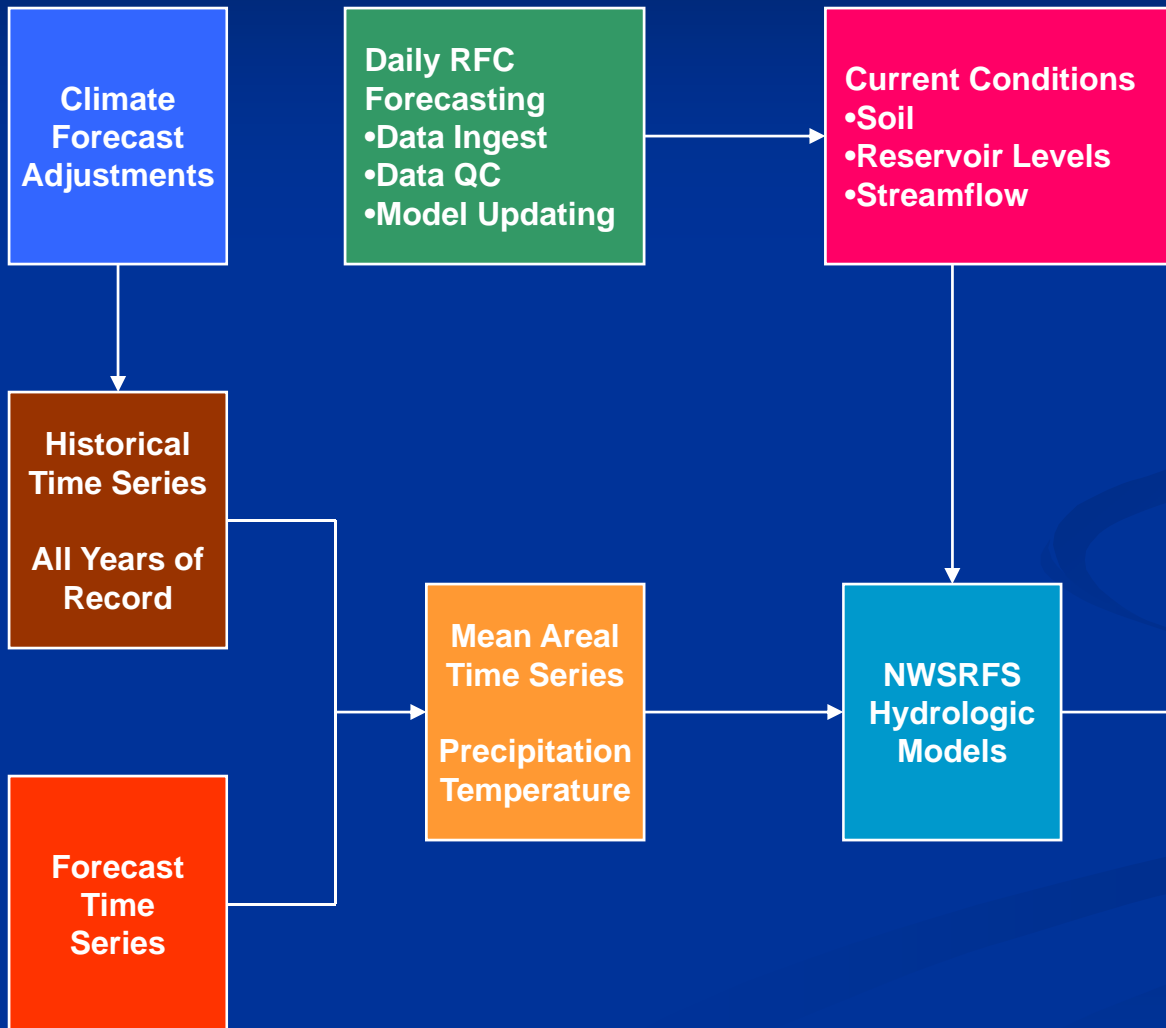 Climate
Forecast
Adjustments
Daily RFC
Forecasting
•Data Ingest
•Data QC
•Model Updating
Current Conditions
•Soil
•Reservoir Levels
•Streamflow
Historical
Time Series
All Years of
Record
Mean Areal
Time Series
Precipitation
Temperature
NWSRFS
Hydrologic
Models
Forecast
Time
Series